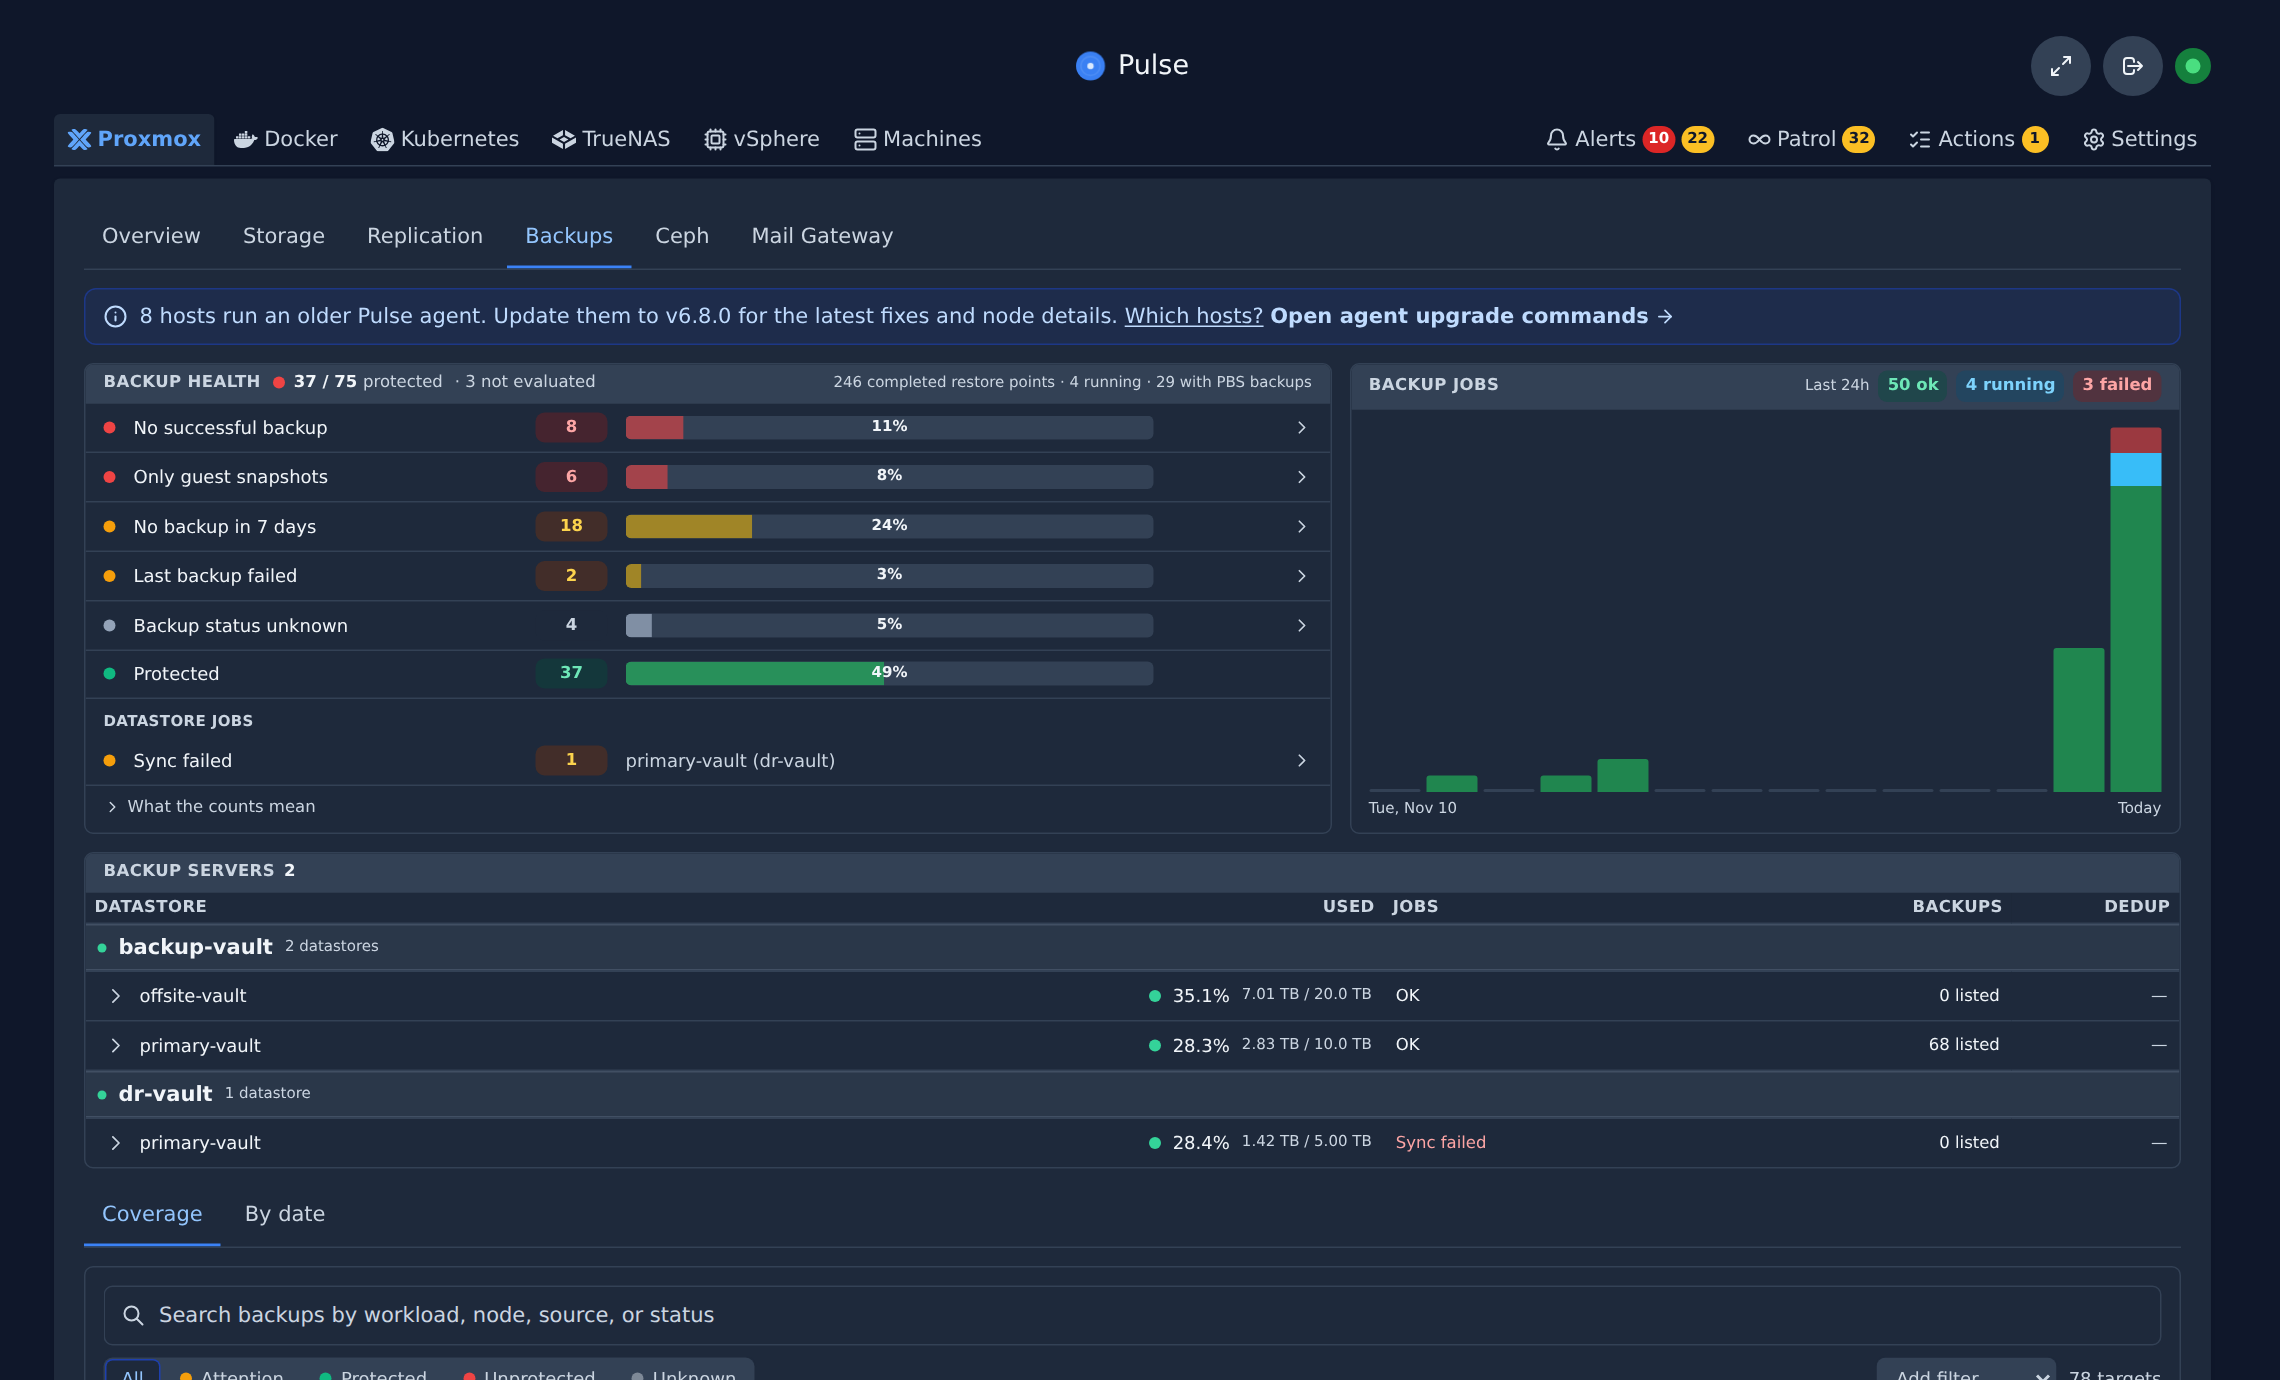 Pulse
Proxmox Docker Kubernetes TrueNAS vSphere Machines Alerts 10 22 Patrol 32 Actions 1 Settings
Overview Storage Replication Backups Ceph Mail Gateway
8 hosts run an older Pulse agent. Update them to v6.8.0 for the latest fixes and node details. Which hosts? Open agent upgrade commands →
BACKUP HEALTH 37 / 75 protected · 3 not evaluated 246 completed restore points · 4 running · 29 with PBS backups
No successful backup 8 11%
Only guest snapshots 6 8%
No backup in 7 days 18 24%
Last backup failed 2 3%
Backup status unknown 4 5%
Protected 37 49%
DATASTORE JOBS
Sync failed 1 primary-vault (dr-vault)
What the counts mean
BACKUP JOBS Last 24h 50 ok 4 running 3 failed
Tue, Nov 10 Today
BACKUP SERVERS 2
DATASTORE USED JOBS BACKUPS DEDUP
backup-vault 2 datastores
offsite-vault 35.1% 7.01 TB / 20.0 TB OK 0 listed —
primary-vault 28.3% 2.83 TB / 10.0 TB OK 68 listed —
dr-vault 1 datastore
primary-vault 28.4% 1.42 TB / 5.00 TB Sync failed 0 listed —
Coverage By date
Search backups by workload, node, source, or status
All Attention Protected Unprotected Unknown Add filter 78 targets